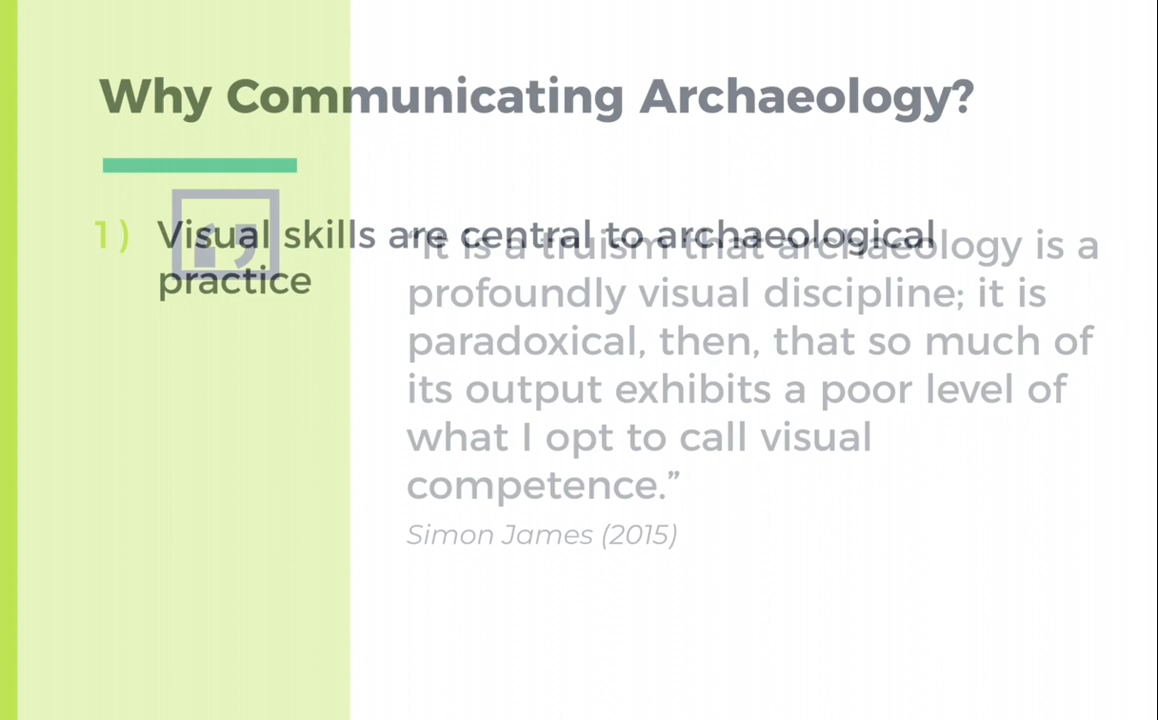 Why Communicating Archaeology?
1) Visual skills are central to archaeological
practice
“It is a truism that archaeology is a
profoundly visual discipline; it is
paradoxical, then, that so much of
its output exhibits a poor level of
what I opt to call visual
competence.”
Simon James (2015)